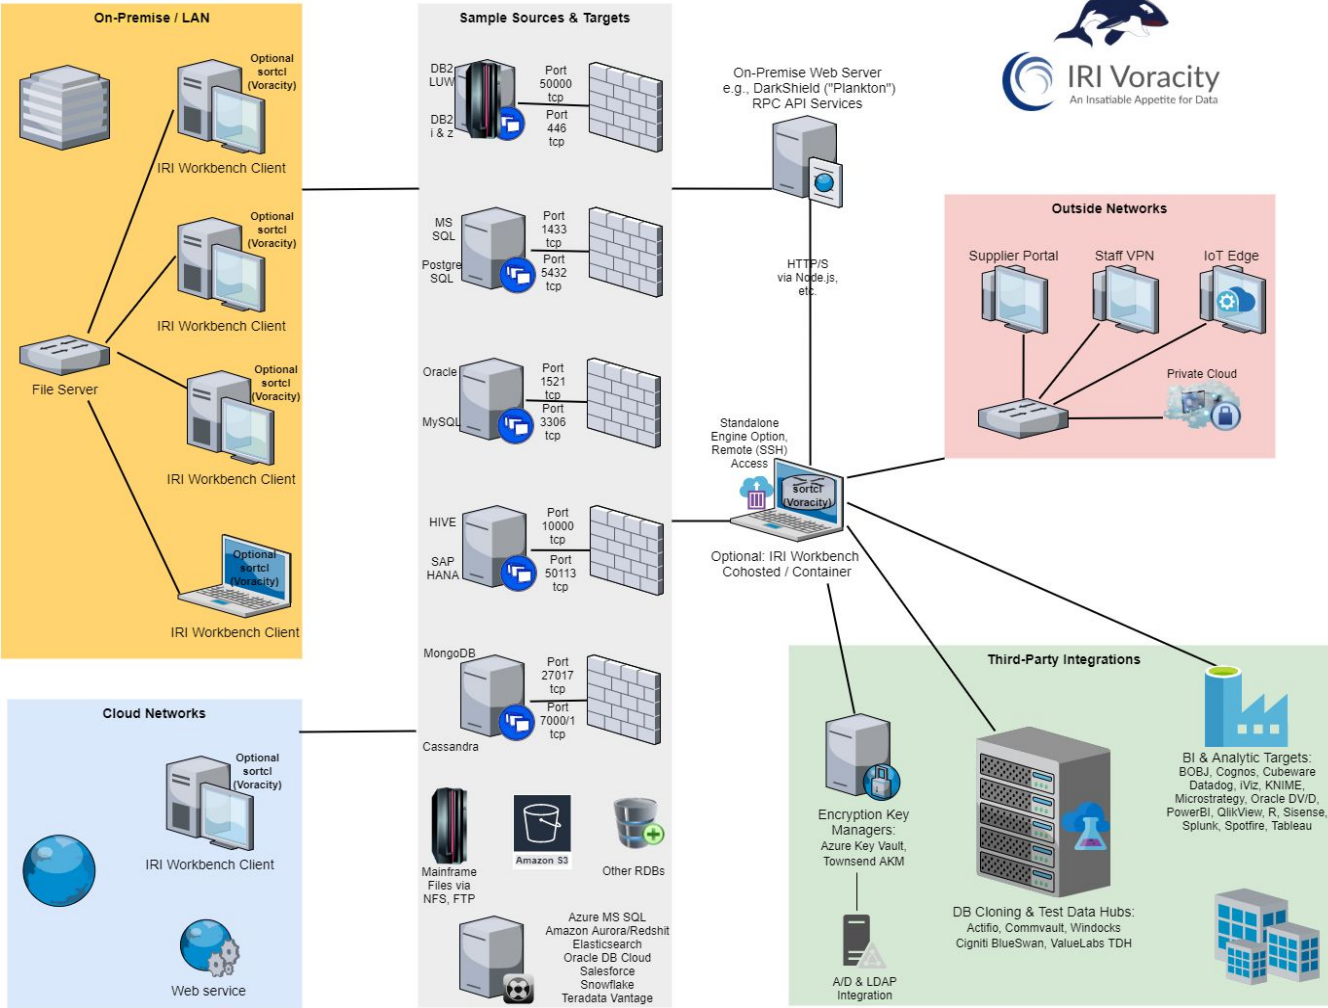 On-Premise / LAN
Optional
sortcl
(Voracity)
IRI Workbench Client
Optional
sortcl
(Voracity)
IRI Workbench Client
Optional
sortcl
(Voracity)
File Server
IRI Workbench Client
Optional
sortcl
(Voracity)
IRI Workbench Client
Cloud Networks
Optional
sortcl
(Voracity)
IRI Workbench Client
Web service
Sample Sources & Targets
DB2
LUW
DB2
i & z
Port
50000
tcp
Port
446
tcp
MS
SQL
Postgre
SQL
Port
1433
tcp
Port
5432
tcp
Oracle
MySQL
Port
1521
tcp
Port
3306
tcp
HIVE
SAP
HANA
Port
10000
tcp
Port
50113
tcp
MongoDB
Cassandra
Port
27017
tcp
Port
7000/1
tcp
Mainframe
Files via
NFS, FTP
Amazon S3
Other RDBs
Azure MS SQL
Amazon Aurora/Redshit
Elasticsearch
Oracle DB Cloud
Salesforce
Snowflake
Teradata Vantage
On-Premise Web Server
e.g., DarkShield ("Plankton")
RPC API Services
HTTP/S
via Node.js,
etc.
Standalone
Engine Option,
Remote (SSH)
Access
sortcl
(Voracity)
Optional: IRI Workbench
Cohosted / Container
IRI Voracity
An Insatiable Appetite for Data
Outside Networks
Supplier Portal
Staff VPN
IoT Edge
Private Cloud
Third-Party Integrations
Encryption Key
Managers:
Azure Key Vault,
Townsend AKM
A/D & LDAP
Integration
DB Cloning & Test Data Hubs:
Actifio, Commvault, Windocks
Cigniti BlueSwan, ValueLabs TDH
BI & Analytic Targets:
BOBJ, Cognos, Cubeware
Datadog, iViz, KNIME,
Microstrategy, Oracle DV/D,
PowerBI, QlikView, R, Sisense,
Splunk, Spotfire, Tableau